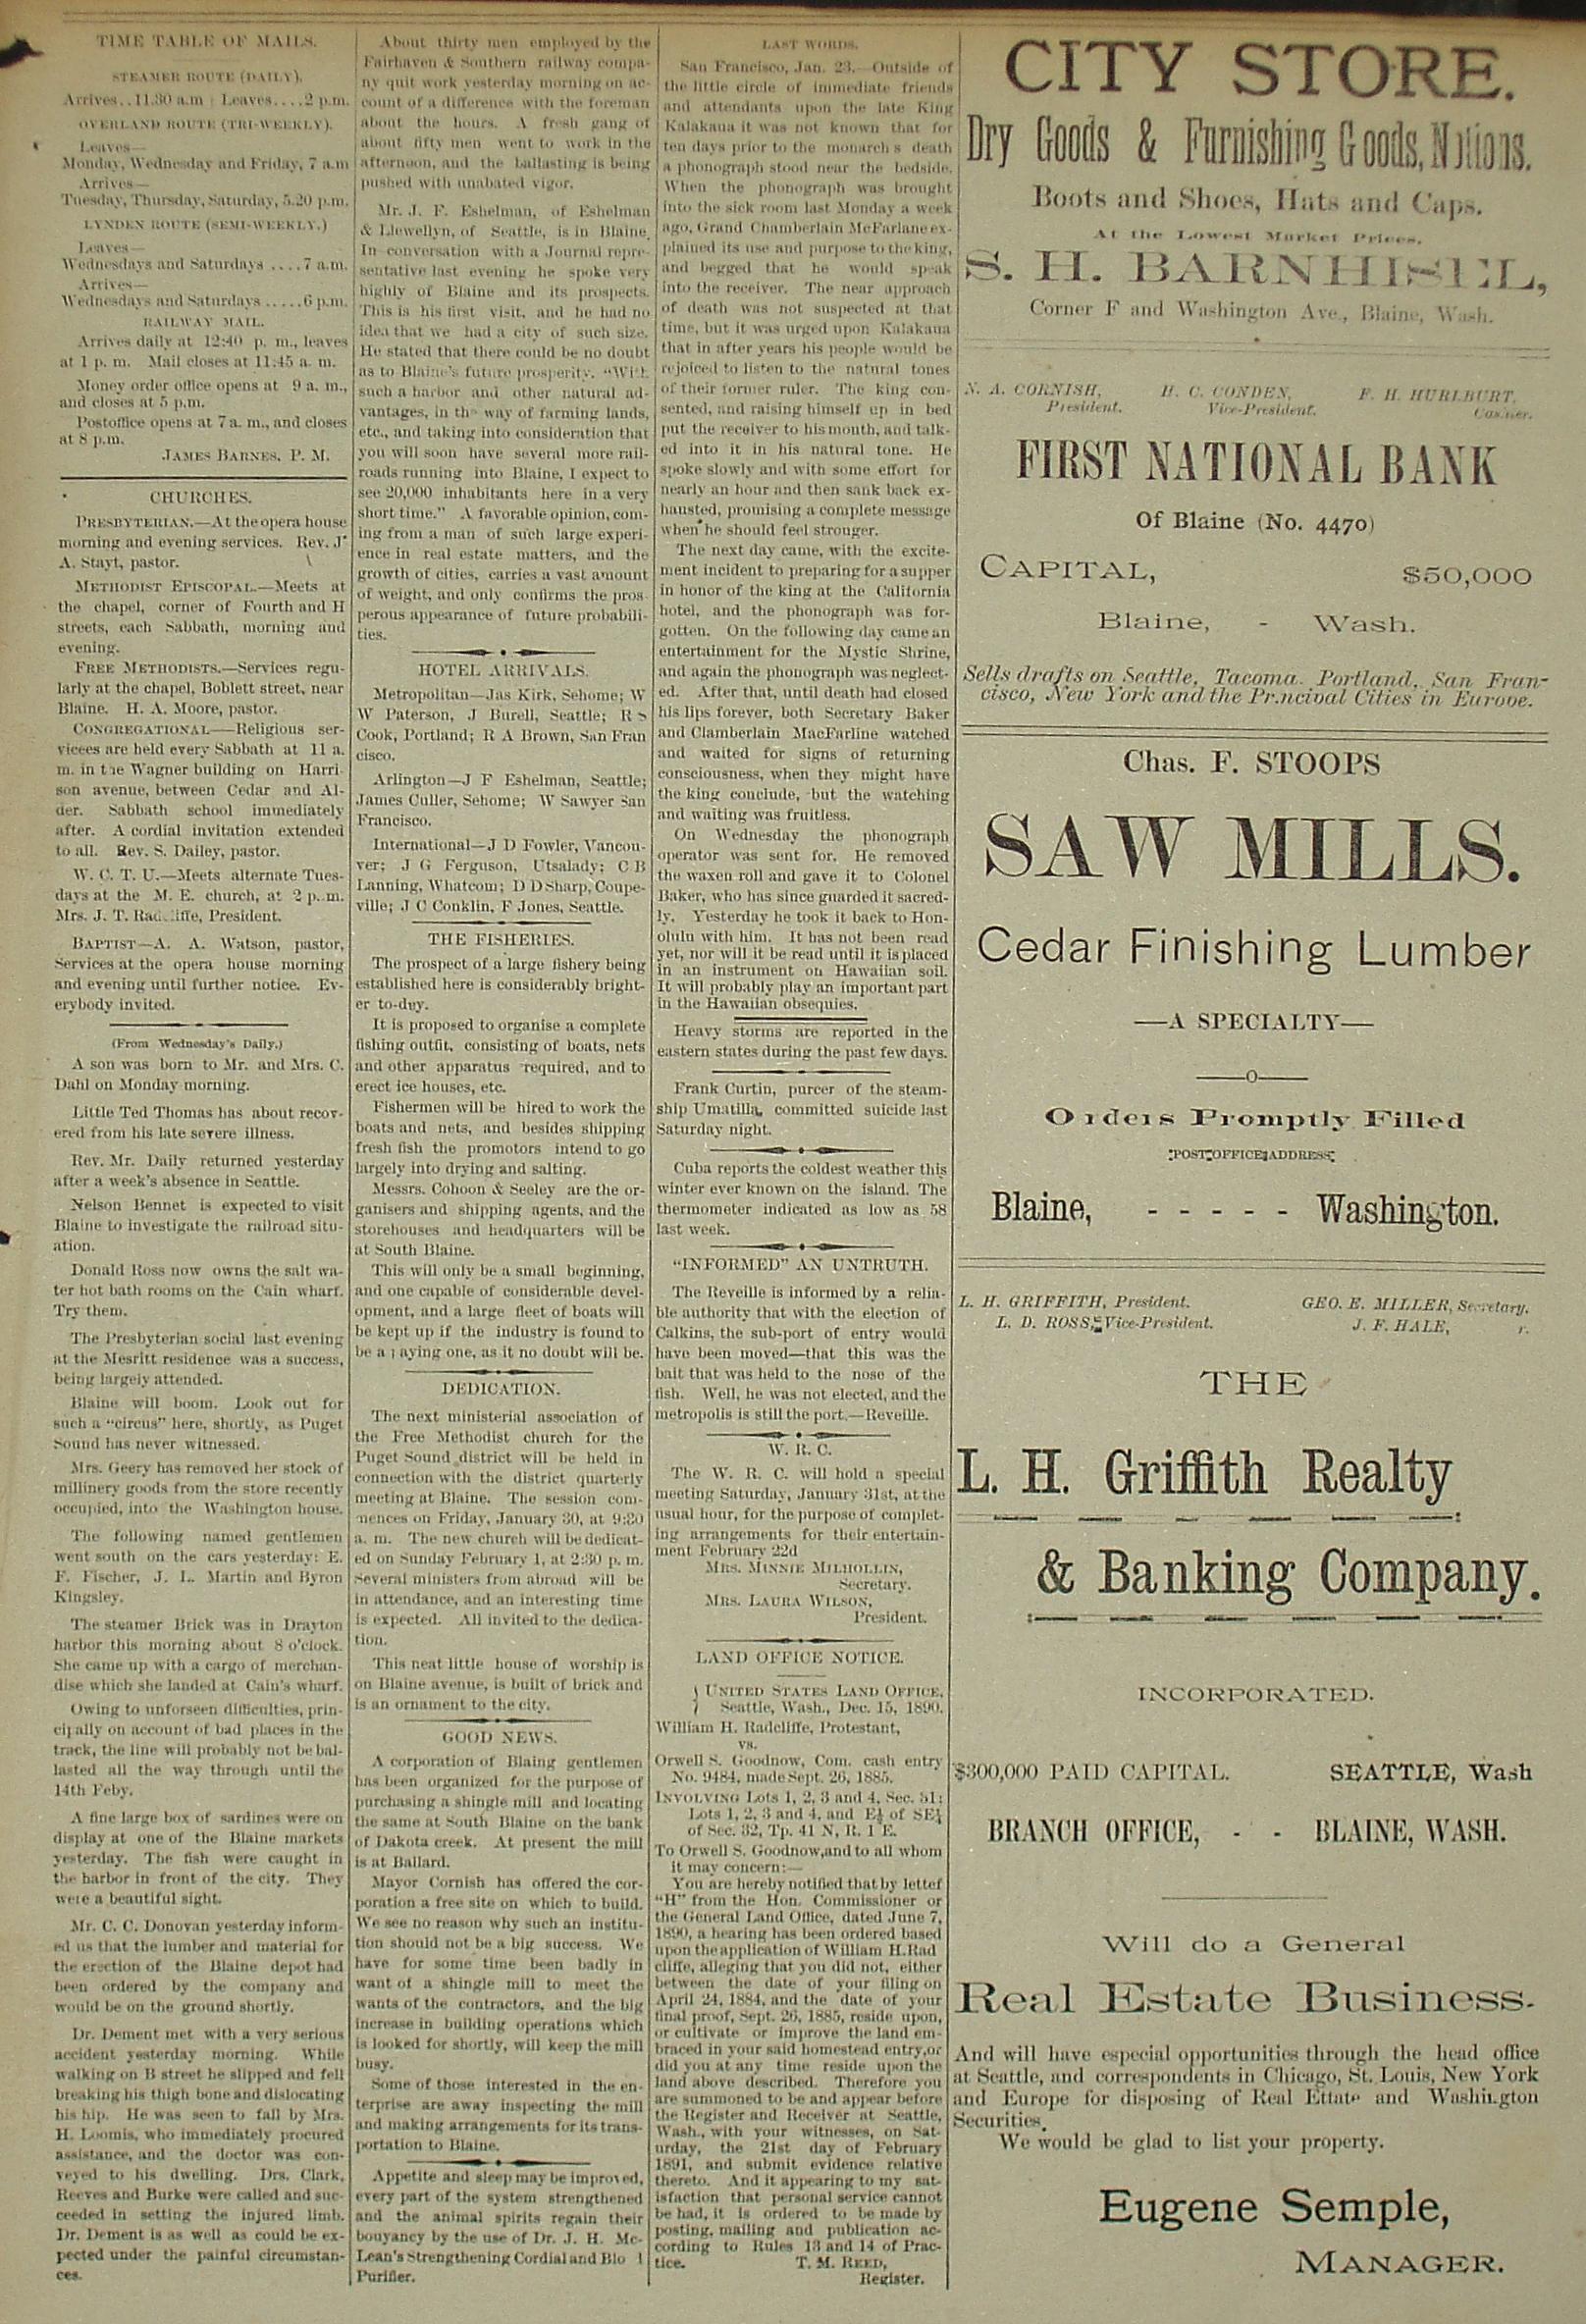 TIME TABLE OF MAILS.
STEAMER ROUTE (DAILY).
Arrives..11.30 a.m | Leaves....2 p.m.
OVERLAND ROUTE (TRI-WEEKLY).
Leaves—
Monday, Wednesday and Friday, 7 a.m
Arrives—
Tuesday, Thursday, Saturday, 5.20 p.m.
LYNDEN ROUTE (SEMI-WEEKLY.)
Leaves—
Wednesdays and Saturdays ....7 a.m.
Arrives—
Wednesdays and Saturdays .....6 p.m.
RAILWAY MAIL.
Arrives daily at 12:40 p. m., leaves
at 1 p. m. Mail closes at 11:45 a. m.
Money order office opens at 9 a. m.,
and closes at 5 p.m.
Postoffice opens at 7 a. m., and closes
at 8 p.m.
JAMES BARNES, P. M.
CHURCHES.
PRESBYTERIAN.—At the opera house
morning and evening services. Rev. J
A. Stayt, pastor.
METHODIST EPISCOPAL.—Meets at
the chapel, corner of Fourth and H
streets, each Sabbath, morning and
evening.
FREE METHODISTS.—Services regu-
larly at the chapel, Boblett street, near
Blaine. H. A. Moore, pastor.
CONGREGATIONAL—Religious ser-
vicees are held every Sabbath at 11 a.
m. in the Wagner building on Harri-
son avenue, between Cedar and Al-
der. Sabbath school immediately
after. A cordial invitation extended
to all. Rev. S. Dailey, pastor.
W. C. T. U.—Meets alternate Tues-
days at the M. E. church, at 2 p. m.
Mrs. J. T. Radcliffe, President.
BAPTIST—A. A. Watson, pastor,
Services at the opera house morning
and evening until further notice. Ev-
erybody invited.
(From Wednesday's Daily.)
A son was born to Mr. and Mrs. C.
Dahl on Monday morning.
Little Ted Thomas has about recov-
ered from his late severe illness.
Rev. Mr. Daily returned yesterday
after a week's absence in Seattle.
Nelson Bennet is expected to visit
Blaine to investigate the railroad situ-
ation.
Donald Ross now owns the salt wa-
ter hot bath rooms on the Cain wharf.
Try them.
The Presbyterian social last evening
at the Mesritt residence was a success,
being largely attended.
Blaine will boom. Look out for
such a "circus" here, shortly, as Puget
Sound has never witnessed.
Mrs. Geery has removed her stock of
millinery goods from the store recently
occupied, into the Washington house.
The following named gentlemen
went south on the cars yesterday: E.
F. Fischer, J. L. Martin and Byron
Kingsley.
The steamer Brick was in Drayton
harbor this morning about 8 o'clock.
She came up with a cargo of merchan-
dise which she landed at Cain's wharf.
Owing to unforseen difficulties, prin-
cipally on account of bad places in the
track, the line will probably not be bal-
lasted all the way through until the
14th Feby.
A fine large box of sardines were on
display at one of the Blaine markets
yesterday. The fish were caught in
the harbor in front of the city. They
were a beautiful sight.
Mr. C. C. Donovan yesterday inform-
ed us that the lumber and material for
the erection of the Blaine depot had
been ordered by the company and
would be on the ground shortly.
Dr. Dement met with a very serious
accident yesterday morning. While
walking on B street he slipped and fell
breaking his thigh bone and dislocating
his hip. He was seen to fall by Mrs.
H. Loomis, who immediately procured
assistance, and the doctor was con-
veyed to his dwelling. Drs. Clark,
Reeves and Burke were called and suc-
ceeded in setting the injured limb.
Dr. Dement is as well as could be ex-
pected under the painful circumstan-
ces.
About thirty men employed by the
Fairhaven & Southern railway compa-
ny quit work yesterday morning on ac-
count of a difference with the foreman
about the hours. A fresh gang of
about fifty men went to work in the
afternoon, and the ballasting is being
pushed with unabated vigor.
Mr. J. F. Eshelman, of Eshelman
& Llewellyn, of Seattle, is in Blaine.
In conversation with a Journal repre-
sentative last evening he spoke very
highly of Blaine and its prospects.
This is his first visit, and he had no
idea that we had a city of such size.
He stated that there could be no doubt
as to Blaine's future prosperity. "With
such a harbor and other natural ad-
vantages, in the way of farming lands,
etc., and taking into consideration that
you will soon have several more rail-
roads running into Blaine, I expect to
see 20,000 inhabitants here in a very
short time." A favorable opinion, com-
ing from a man of such large experi-
ence in real estate matters, and the
growth of cities, carries a vast amount
of weight, and only confirms the pros
perous appearance of future probabili-
ties.
HOTEL ARRIVALS.
Metropolitan—Jas Kirk, Sehome; W
W Paterson, J Burell, Seattle; R S
Cook, Portland; R A Brown, San Fran
cisco.
Arlington—J F Eshelman, Seattle;
James Culler, Sehome; W Sawyer San
Francisco.
International—J D Fowler, Vancou-
ver; J G Ferguson, Utsalady; C B
Lanning, Whatcom; D D Sharp, Coupe-
ville; J C Conklin, F Jones, Seattle.
THE FISHERIES.
The prospect of a large fishery being
established here is considerably bright-
er to-day.
It is proposed to organise a complete
fishing outfit, consisting of boats, nets
and other apparatus required, and to
erect ice houses, etc.
Fishermen will be hired to work the
boats and nets, and besides shipping
fresh fish the promotors intend to go
largely into drying and salting.
Messrs. Cohoon & Seeley are the or-
ganisers and shipping agents, and the
storehouses and headquarters will be
at South Blaine.
This will only be a small beginning,
and one capable of considerable devel-
opment, and a large fleet of boats will
be kept up if the industry is found to
be a paying one, as it no doubt will be.
DEDICATION.
The next ministerial association of
the Free Methodist church for the
Puget Sound district will be held in
connection with the district quarterly
meeting at Blaine. The session com-
mences on Friday, January 30, at 9:30
a. m. The new church will be dedicat-
ed on Sunday February 1, at 2:30 p. m.
Several ministers from abroad will be
in attendance, and an interesting time
is expected. All invited to the dedica-
tion.
This neat little house of worship is
on Blaine avenue, is built of brick and
is an ornament to the city.
GOOD NEWS.
A corporation of Blaing gentlemen
has been organized for the purpose of
purchasing a shingle mill and locating
the same at South Blaine on the bank
of Dakota creek. At present the mill
is at Ballard.
Mayor Cornish has offered the cor-
poration a free site on which to build.
We see no reason why such an institu-
tion should not be a big success. We
have for some time been badly in
want of a shingle mill to meet the
wants of the contractors, and the big
increase in building operations which
is looked for shortly, will keep the mill
busy.
Some of those interested in the en-
terprise are away inspecting the mill
and making arrangements for its trans-
portation to Blaine.
Appetite and sleep may be improved,
every part of the system strengthened
and the animal spirits regain their
bouyancy by the use of Dr. J. H. Mc-
Lean's Strengthening Cordial and Blo d
Purifier.
LAST WORDS.
San Francisco, Jan. 23.—Outside of
the little circle of immediate friends
and attendants upon the late King
Kalakaua it was not known that for
ten days prior to the monarch s death
a phonograph stood near the bedside.
When the phonograph was brought
into the sick room last Monday a week
ago, Grand Chamberlain McFarlane ex-
plained its use and purpose to the king,
and begged that he would speak
into the receiver. The near approach
of death was not suspected at that
time, but it was urged upon Kalakaua
that in after years his people would be
rejoiced to listen to the natural tones
of their former ruler. The king con-
sented, and raising himself up in bed
put the receiver to his mouth, and talk-
ed into it in his natural tone. He
spoke slowly and with some effort for
nearly an hour and then sank back ex-
hausted, promising a complete message
when he should feel stronger.
The next day came, with the excite-
ment incident to preparing for a supper
in honor of the king at the California
hotel, and the phonograph was for-
gotten. On the following day came an
entertainment for the Mystic Shrine,
and again the phonograph was neglect-
ed. After that, until death had closed
his lips forever, both Secretary Baker
and Clamberlain MacFarline watched
and waited for signs of returning
consciousness, when they might have
the king conclude, but the watching
and waiting was fruitless.
On Wednesday the phonograph
operator was sent for. He removed
the waxen roll and gave it to Colonel
Baker, who has since guarded it sacred-
ly. Yesterday he took it back to Hon-
olulu with him. It has not been read
yet, nor will it be read until it is placed
in an instrument on Hawaiian soil.
It will probably play an important part
in the Hawaiian obsequies.
Heavy storms are reported in the
eastern states during the past few days.
Frank Curtin, purcer of the steam-
ship Umatilla, committed suicide last
Saturday night.
Cuba reports the coldest weather this
winter ever known on the island. The
thermometer indicated as low as 58
last week.
"INFORMED" AN UNTRUTH.
The Reveille is informed by a relia-
ble authority that with the election of
Calkins, the sub-port of entry would
have been moved—that this was the
bait that was held to the nose of the
fish. Well, he was not elected, and the
metropolis is still the port.—Reveille.
W. R. C.
The W. R. C. will hold a special
meeting Saturday, January 31st, at the
usual hour, for the purpose of complet-
ing arrangements for their entertain-
ment February 22d
MRS. MINNIE MILHOLLIN,
Secretary.
MRS. LAURA WILSON,
President.
LAND OFFICE NOTICE.
UNITED STATES LAND OFFICE,
Seattle, Wash., Dec. 15, 1890.
William H. Radcliffe, Protestant,
vs.
Orwell S. Goodnow, Com. cash entry
No. 9484, made Sept. 26, 1885.
INVOLVING Lots 1, 2, 3 and 4, Sec. 31;
Lots 1, 2, 3 and 4, and E½ of SE¼
of Sec. 32, Tp. 41 N, R. 1 E.
To Orwell S. Goodnow, and to all whom
it may concern:—
You are hereby notified that by letter
"H" from the Hon. Commissioner or
the General Land Office, dated June 7,
1890, a hearing has been ordered based
upon the application of William H. Rad
cliffe, alleging that you did not, either
between the date of your filing on
April 24, 1884, and the date of your
final proof, Sept. 26, 1885, reside upon,
or cultivate or improve the land em-
braced in your said homestead entry, or
did you at any time reside upon the
land above described. Therefore you
are summoned to be and appear before
the Register and Receiver at Seattle,
Wash., with your witnesses, on Sat-
urday, the 21st day of February
1891, and submit evidence relative
thereto. And it appearing to my sat-
isfaction that personal service cannot
be had, it is ordered to be made by
posting, mailing and publication ac-
cording to Rules 13 and 14 of Prac-
tice. T. M. REED,
Register.
CITY STORE.
Dry Goods & Furnishing Goods, Notions.
Boots and Shoes, Hats and Caps.
At the Lowest Market Prices.
S. H. BARNHISEL,
Corner F and Washington Ave., Blaine, Wash.
N. A. CORNISH, H. C. CONDEN, F. H. HURLBURT,
President. Vice-President. Cashier.
FIRST NATIONAL BANK
Of Blaine (No. 4470)
CAPITAL, $50,000
Blaine, - Wash.
Sells drafts on Seattle, Tacoma, Portland, San Fran-
cisco, New York and the Principal Cities in Europe.
Chas. F. STOOPS
SAW MILLS.
Cedar Finishing Lumber
—A SPECIALTY—
——o——
Orders Promptly Filled
POST OFFICE ADDRESS
Blaine, - - - - - Washington.
L. H. GRIFFITH, President. GEO. E. MILLER, Secretary.
L. D. ROSS, Vice-President. J. F. HALE, r.
THE
L. H. Griffith Realty
& Banking Company.
INCORPORATED.
$300,000 PAID CAPITAL. SEATTLE, Wash
BRANCH OFFICE, - - BLAINE, WASH.
Will do a General
Real Estate Business.
And will have especial opportunities through the head office
at Seattle, and correspondents in Chicago, St. Louis, New York
and Europe for disposing of Real Ettate and Washington
Securities.
We would be glad to list your property.
Eugene Semple,
MANAGER.